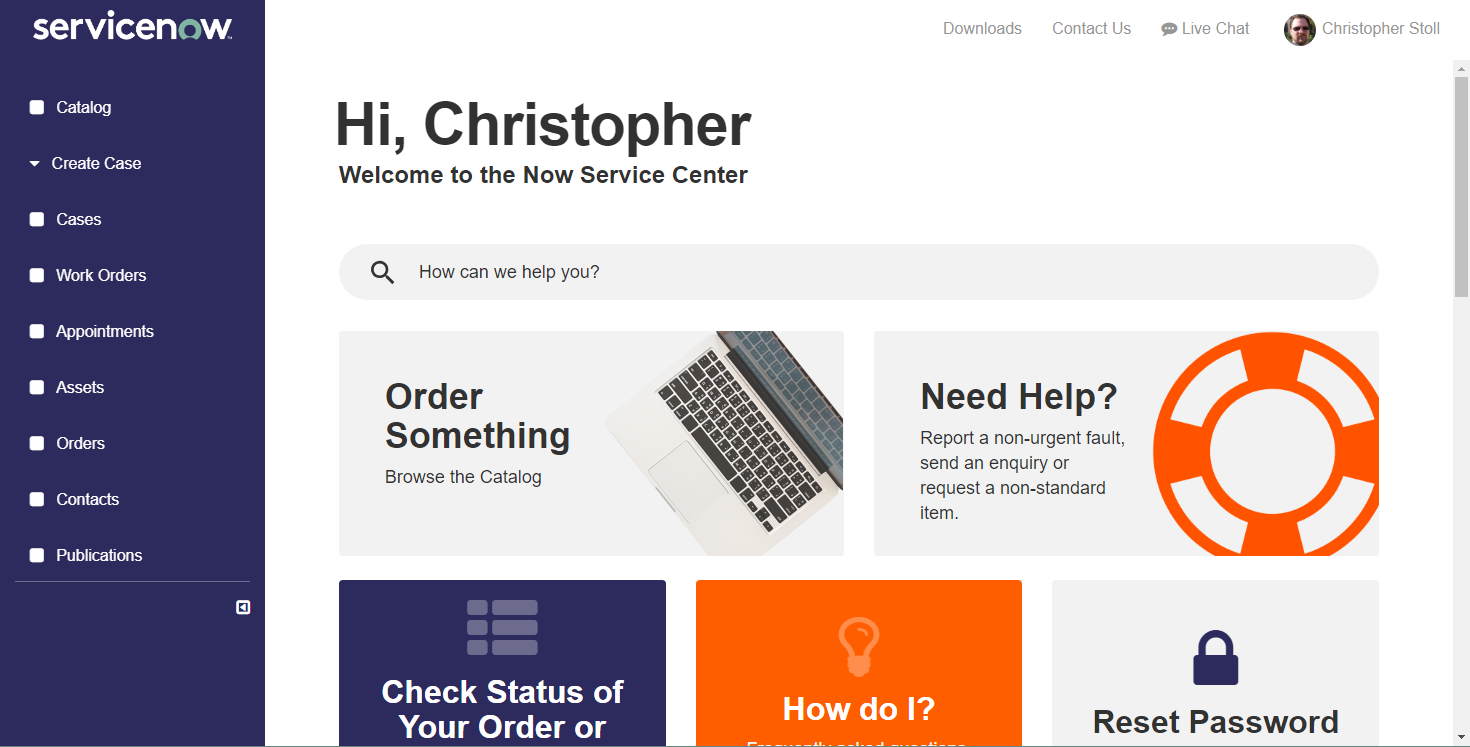 servicenow
Downloads
Contact Us
Live Chat
Christopher Stoll
Catalog
Create Case
Cases
Work Orders
Appointments
Assets
Orders
Contacts
Publications
Hi, Christopher
Welcome to the Now Service Center
How can we help you?
Order
Something
Browse the Catalog
Need Help?
Report a non-urgent fault,
send an enquiry or
request a non-standard
item.
Check Status of
Your Order or
How do I?
Frequently asked questions
Reset Password